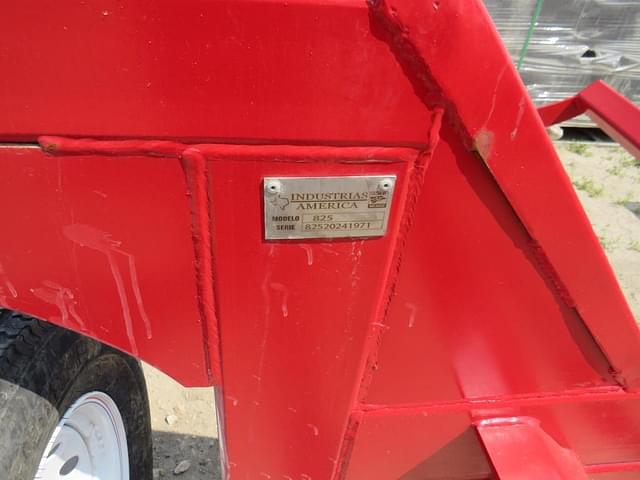 INDUSTRIAS
AMERICA
MODELO 825
SERIE 82520241971